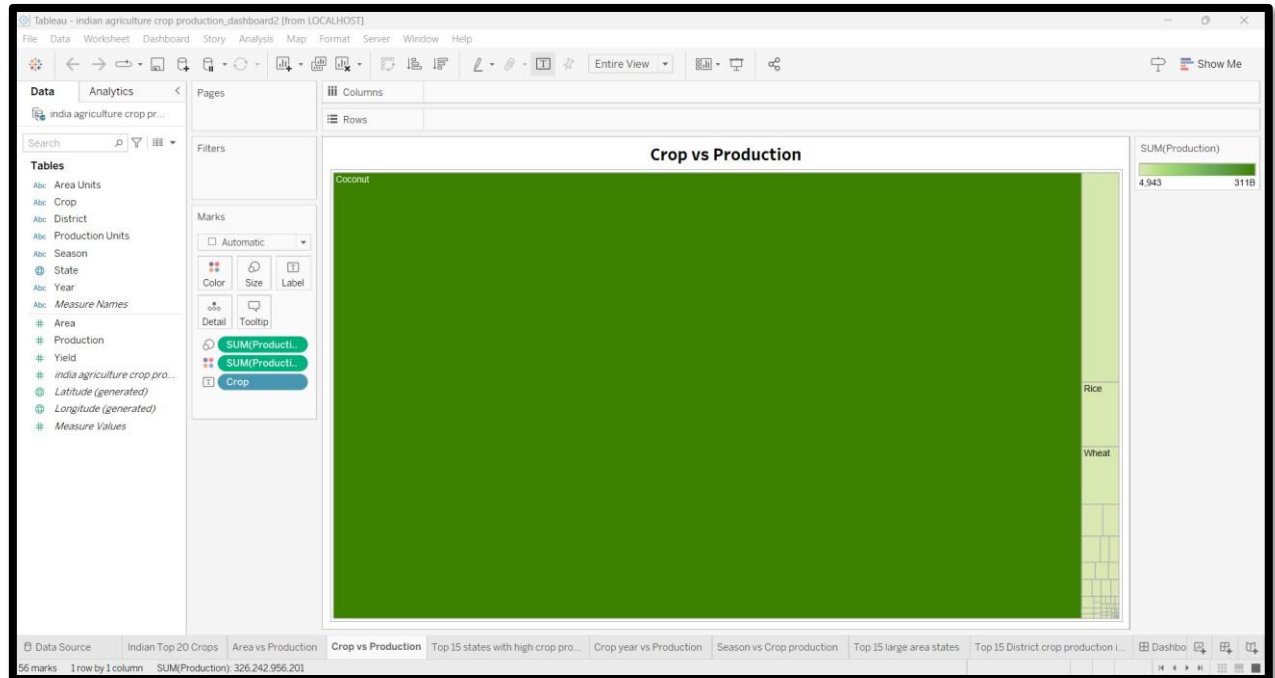 Tableau - indian agriculture crop production_dashboard2 [from LOCALHOST]
File Data Worksheet Dashboard Story Analysis Map Format Server Window Help
Entire View
Show Me
Data Analytics
india agriculture crop pr...
Search
Tables
Abc Area Units
Abc Crop
Abc District
Abc Production Units
Abc Season
State
Abc Year
Abc Measure Names
# Area
# Production
# Yield
# india agriculture crop pro...
Latitude (generated)
Longitude (generated)
# Measure Values
Pages
Filters
Marks
Automatic
Color Size Label
Detail Tooltip
SUM(Producti..
SUM(Producti..
Crop
Columns
Rows
Crop vs Production
Coconut
Rice
Wheat
SUM(Production)
4,943 311B
Data Source Indian Top 20 Crops Area vs Production Crop vs Production Top 15 states with high crop pro... Crop year vs Production Season vs Crop production Top 15 large area states Top 15 District crop production i... Dashbo
56 marks 1 row by 1 column SUM(Production): 326,242,956,201